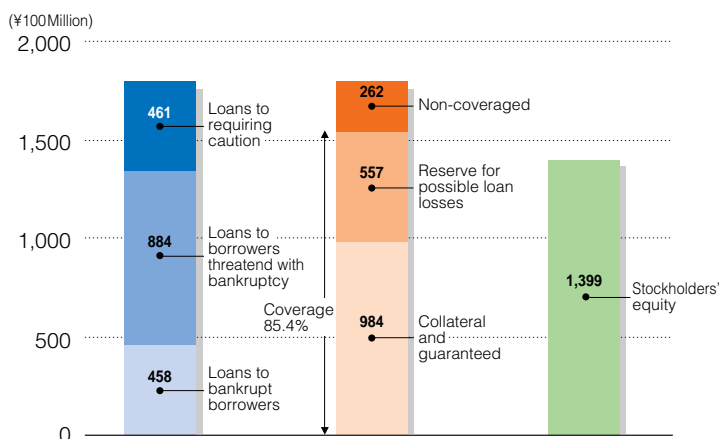 (¥100Million)
2,000
1,500
1,000
500
0
461
Loans to
requiring
caution
884
Loans to
borrowers
threatend with
bankruptcy
458
Loans to
bankrupt
borrowers
Coverage
85.4%
262
Non-coveraged
557
Reserve for
possible loan
losses
984
Collateral
and
guaranteed
1,399
Stockholders'
equity